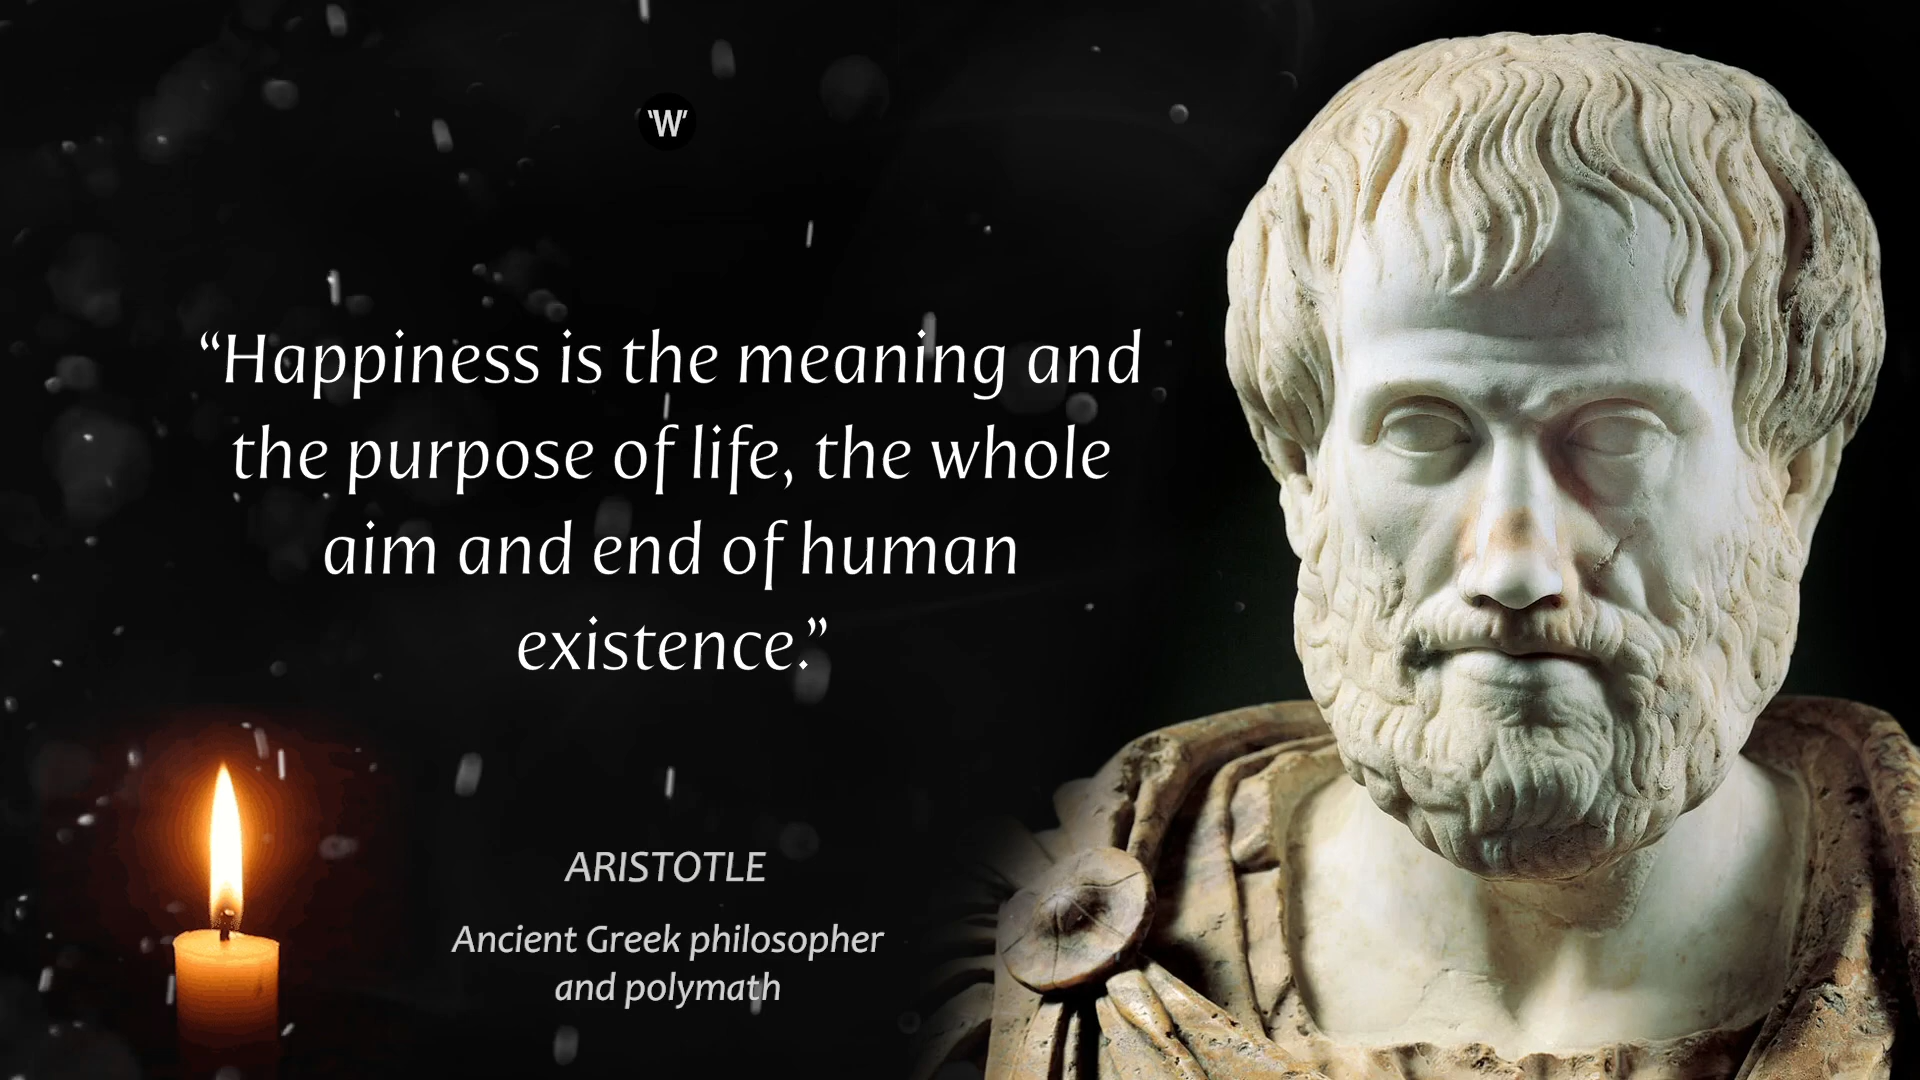 'W'
“Happiness is the meaning and
the purpose of life, the whole
aim and end of human
existence.”
ARISTOTLE
Ancient Greek philosopher
and polymath